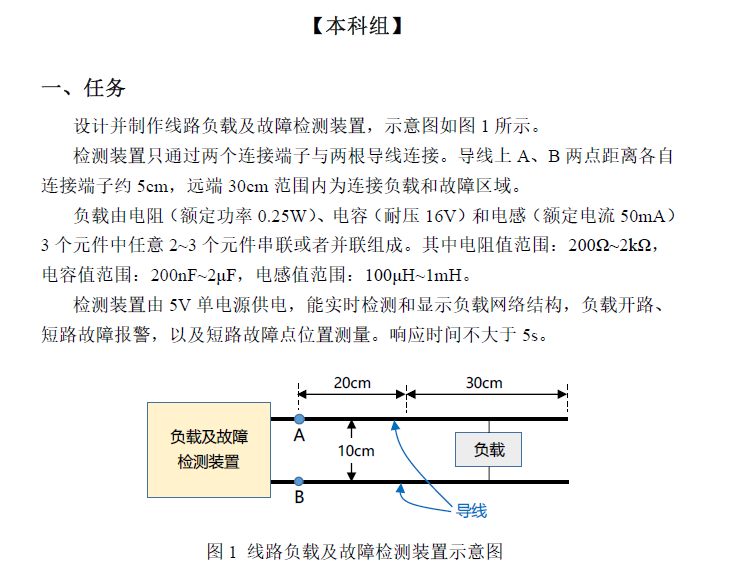 【本科组】
一、任务
设计并制作线路负载及故障检测装置，示意图如图 1 所示。
检测装置只通过两个连接端子与两根导线连接。导线上 A、B 两点距离各自
连接端子约 5cm，远端 30cm 范围内为连接负载和故障区域。
负载由电阻（额定功率 0.25W）、电容（耐压 16V）和电感（额定电流 50mA）
3 个元件中任意 2~3 个元件串联或者并联组成。其中电阻值范围：200Ω~2kΩ，
电容值范围：200nF~2μF，电感值范围：100μH~1mH。
检测装置由 5V 单电源供电，能实时检测和显示负载网络结构，负载开路、
短路故障报警，以及短路故障点位置测量。响应时间不大于 5s。
20cm
30cm
负载及故障
检测装置
A
10cm
负载
B
导线
图 1 线路负载及故障检测装置示意图